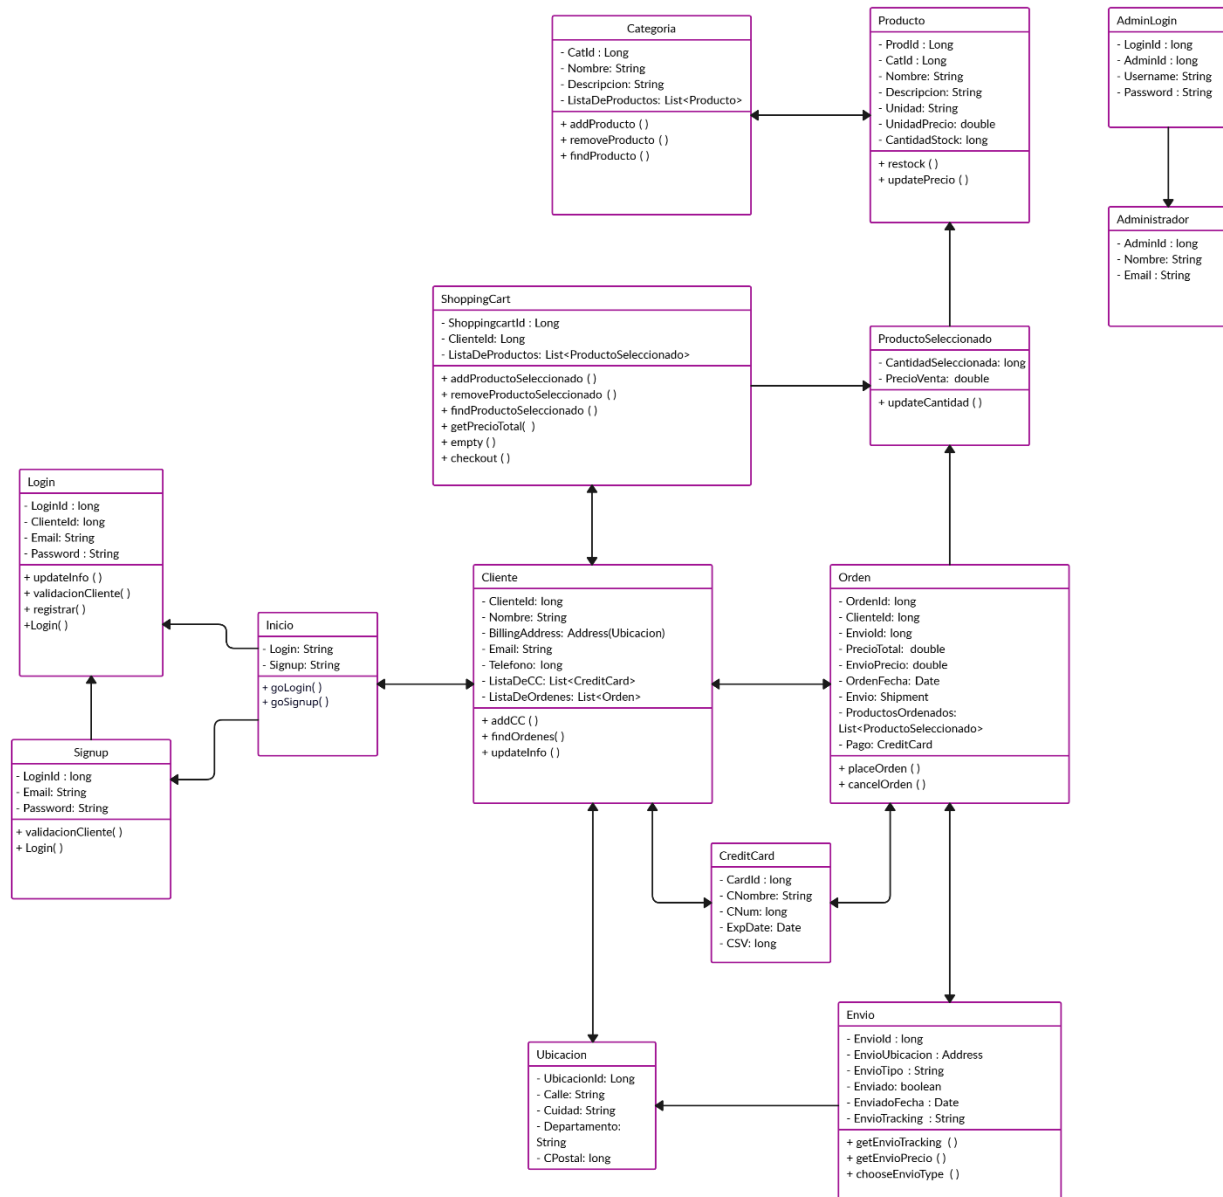 Categoria
- CatId : Long
- Nombre: String
- Descripcion: String
- ListaDeProductos: List<Producto>
+ addProducto ( )
+ removeProducto ( )
+ findProducto ( )
Producto
- ProdId : Long
- CatId : Long
- Nombre: String
- Descripcion: String
- Unidad: String
- UnidadPrecio: double
- CantidadStock: long
+ restock ( )
+ updatePrecio ( )
AdminLogin
- LoginId : long
- AdminId : long
- Username: String
- Password : String
Administrador
- AdminId : long
- Nombre: String
- Email : String
ShoppingCart
- ShoppingcartId : Long
- ClienteId: Long
- ListaDeProductos: List<ProductoSeleccionado>
+ addProductoSeleccionado ( )
+ removeProductoSeleccionado ( )
+ findProductoSeleccionado ( )
+ getPrecioTotal( )
+ empty ( )
+ checkout ( )
ProductoSeleccionado
- CantidadSeleccionada: long
- PrecioVenta: double
+ updateCantidad ( )
Login
- LoginId : long
- ClienteId: long
- Email: String
- Password : String
+ updateInfo ( )
+ validacionCliente( )
+ registrar( )
+Login( )
Inicio
- Login: String
- Signup: String
+ goLogin( )
+ goSignup( )
Cliente
- ClienteId: long
- Nombre: String
- BillingAddress: Address(Ubicacion)
- Email: String
- Telefono: long
- ListaDeCC: List<CreditCard>
- ListaDeOrdenes: List<Orden>
+ addCC ( )
+ findOrdenes( )
+ updateInfo ( )
Orden
- OrdenId: long
- ClienteId: long
- EnvioId: long
- PrecioTotal: double
- EnvioPrecio: double
- OrdenFecha: Date
- Envio: Shipment
- ProductosOrdenados:
List<ProductoSeleccionado>
- Pago: CreditCard
+ placeOrden ( )
+ cancelOrden ( )
Signup
- LoginId : long
- Email: String
- Password: String
+ validacionCliente( )
+ Login( )
CreditCard
- CardId : long
- CNombre: String
- CNum: long
- ExpDate: Date
- CSV: long
Ubicacion
- UbicacionId: Long
- Calle: String
- Cuidad: String
- Departamento:
String
- CPostal: long
Envio
- EnvioId : long
- EnvioUbicacion : Address
- EnvioTipo : String
- Enviado: boolean
- EnviadoFecha : Date
- EnvioTracking : String
+ getEnvioTracking ( )
+ getEnvioPrecio ( )
+ chooseEnvioType ( )